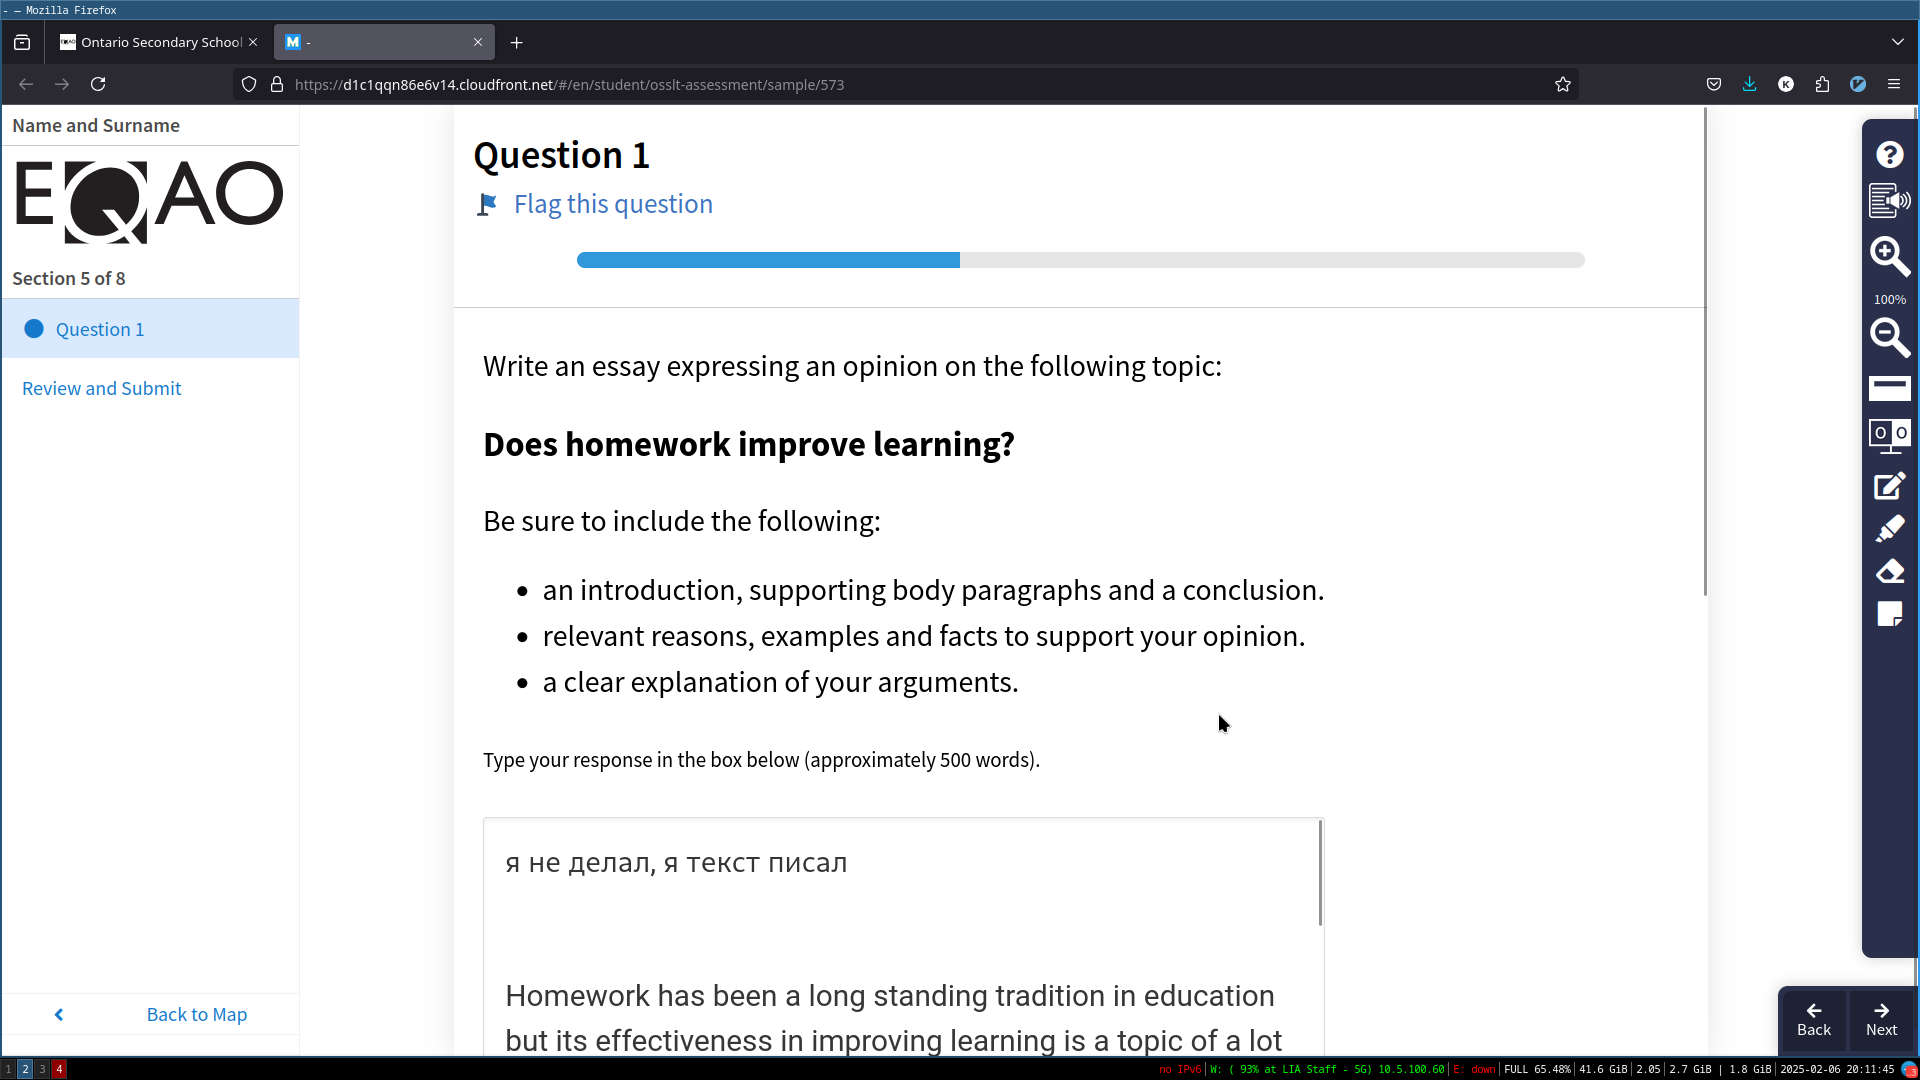 - — Mozilla Firefox
Ontario Secondary School
M -
https://d1c1qqn86e6v14.cloudfront.net/#/en/student/osslt-assessment/sample/573
K
Name and Surname
EQAO
Section 5 of 8
Question 1
Review and Submit
Back to Map
Question 1
Flag this question
Write an essay expressing an opinion on the following topic:
Does homework improve learning?
Be sure to include the following:
• an introduction, supporting body paragraphs and a conclusion.
• relevant reasons, examples and facts to support your opinion.
• a clear explanation of your arguments.
Type your response in the box below (approximately 500 words).
я не делал, я текст писал
Homework has been a long standing tradition in education
but its effectiveness in improving learning is a topic of a lot
?
100%
O O
Back
Next
1 2 3 4
no IPv6 | W: ( 93% at LIA Staff - 5G) 10.5.100.60 | E: down | FULL 65.48% | 41.6 GiB | 2.05 | 2.7 GiB | 1.8 GiB | 2025-02-06 20:11:45